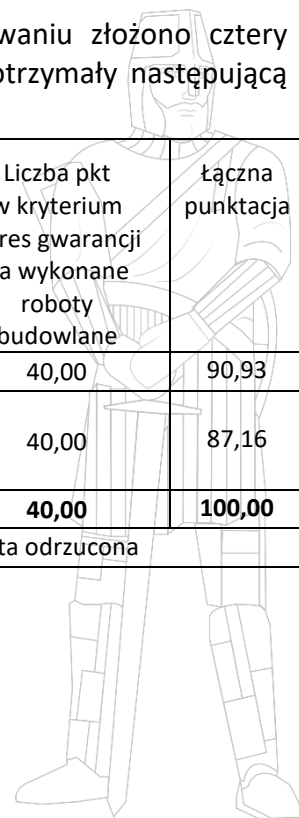 waniu złożono cztery
otrzymały następującą
Liczba pkt
w kryterium
res gwarancji
a wykonane
roboty
budowlane
Łączna
punktacja
40,00 90,93
40,00 87,16
40,00 100,00
ta odrzucona